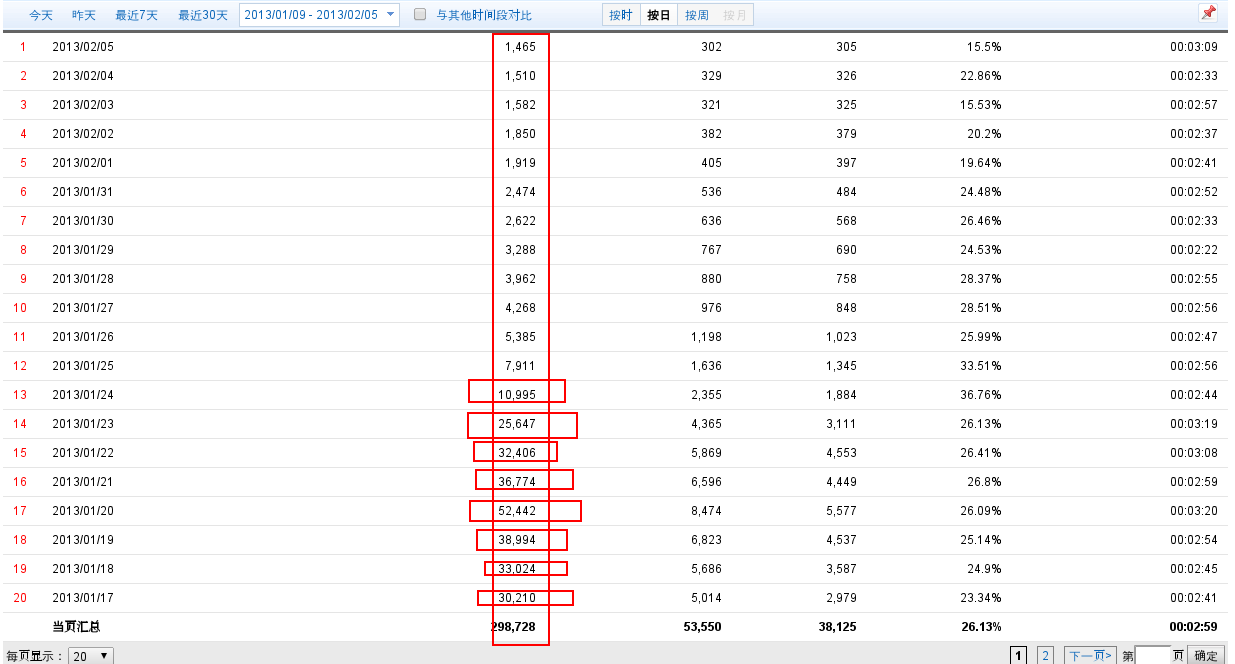 今天 昨天 最近7天 最近30天 2013/01/09 - 2013/02/05 与其他时间段对比 按时 按日 按周 按月
1 2013/02/05 1,465 302 305 15.5% 00:03:09
2 2013/02/04 1,510 329 326 22.86% 00:02:33
3 2013/02/03 1,582 321 325 15.53% 00:02:57
4 2013/02/02 1,850 382 379 20.2% 00:02:37
5 2013/02/01 1,919 405 397 19.64% 00:02:41
6 2013/01/31 2,474 536 484 24.48% 00:02:52
7 2013/01/30 2,622 636 568 26.46% 00:02:33
8 2013/01/29 3,288 767 690 24.53% 00:02:22
9 2013/01/28 3,962 880 758 28.37% 00:02:55
10 2013/01/27 4,268 976 848 28.51% 00:02:56
11 2013/01/26 5,385 1,198 1,023 25.99% 00:02:47
12 2013/01/25 7,911 1,636 1,345 33.51% 00:02:56
13 2013/01/24 10,995 2,355 1,884 36.76% 00:02:44
14 2013/01/23 25,647 4,365 3,111 26.13% 00:03:19
15 2013/01/22 32,406 5,869 4,553 26.41% 00:03:08
16 2013/01/21 36,774 6,596 4,449 26.8% 00:02:59
17 2013/01/20 52,442 8,474 5,577 26.09% 00:03:20
18 2013/01/19 38,994 6,823 4,537 25.14% 00:02:54
19 2013/01/18 33,024 5,686 3,587 24.9% 00:02:45
20 2013/01/17 30,210 5,014 2,979 23.34% 00:02:41
当页汇总 298,728 53,550 38,125 26.13% 00:02:59
每页显示： 20 1 2 下一页> 第 页 确定